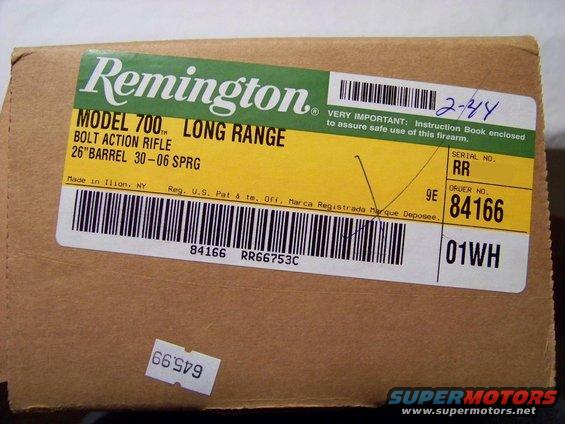 Remington®
2-44
VERY IMPORTANT: Instruction Book enclosed
to assure safe use of this firearm.
MODEL 700™ LONG RANGE
BOLT ACTION RIFLE
26" BARREL 30-06 SPRG
SERIAL NO.
RR
Made in Ilion, NY Reg. U.S. Pat & tm. Off. Marca Registrada Marque Deposee.
9E
ORDER NO.
84166
84166 RR66753C
01WH
645.99
SUPERMOTORS
www.supermotors.net